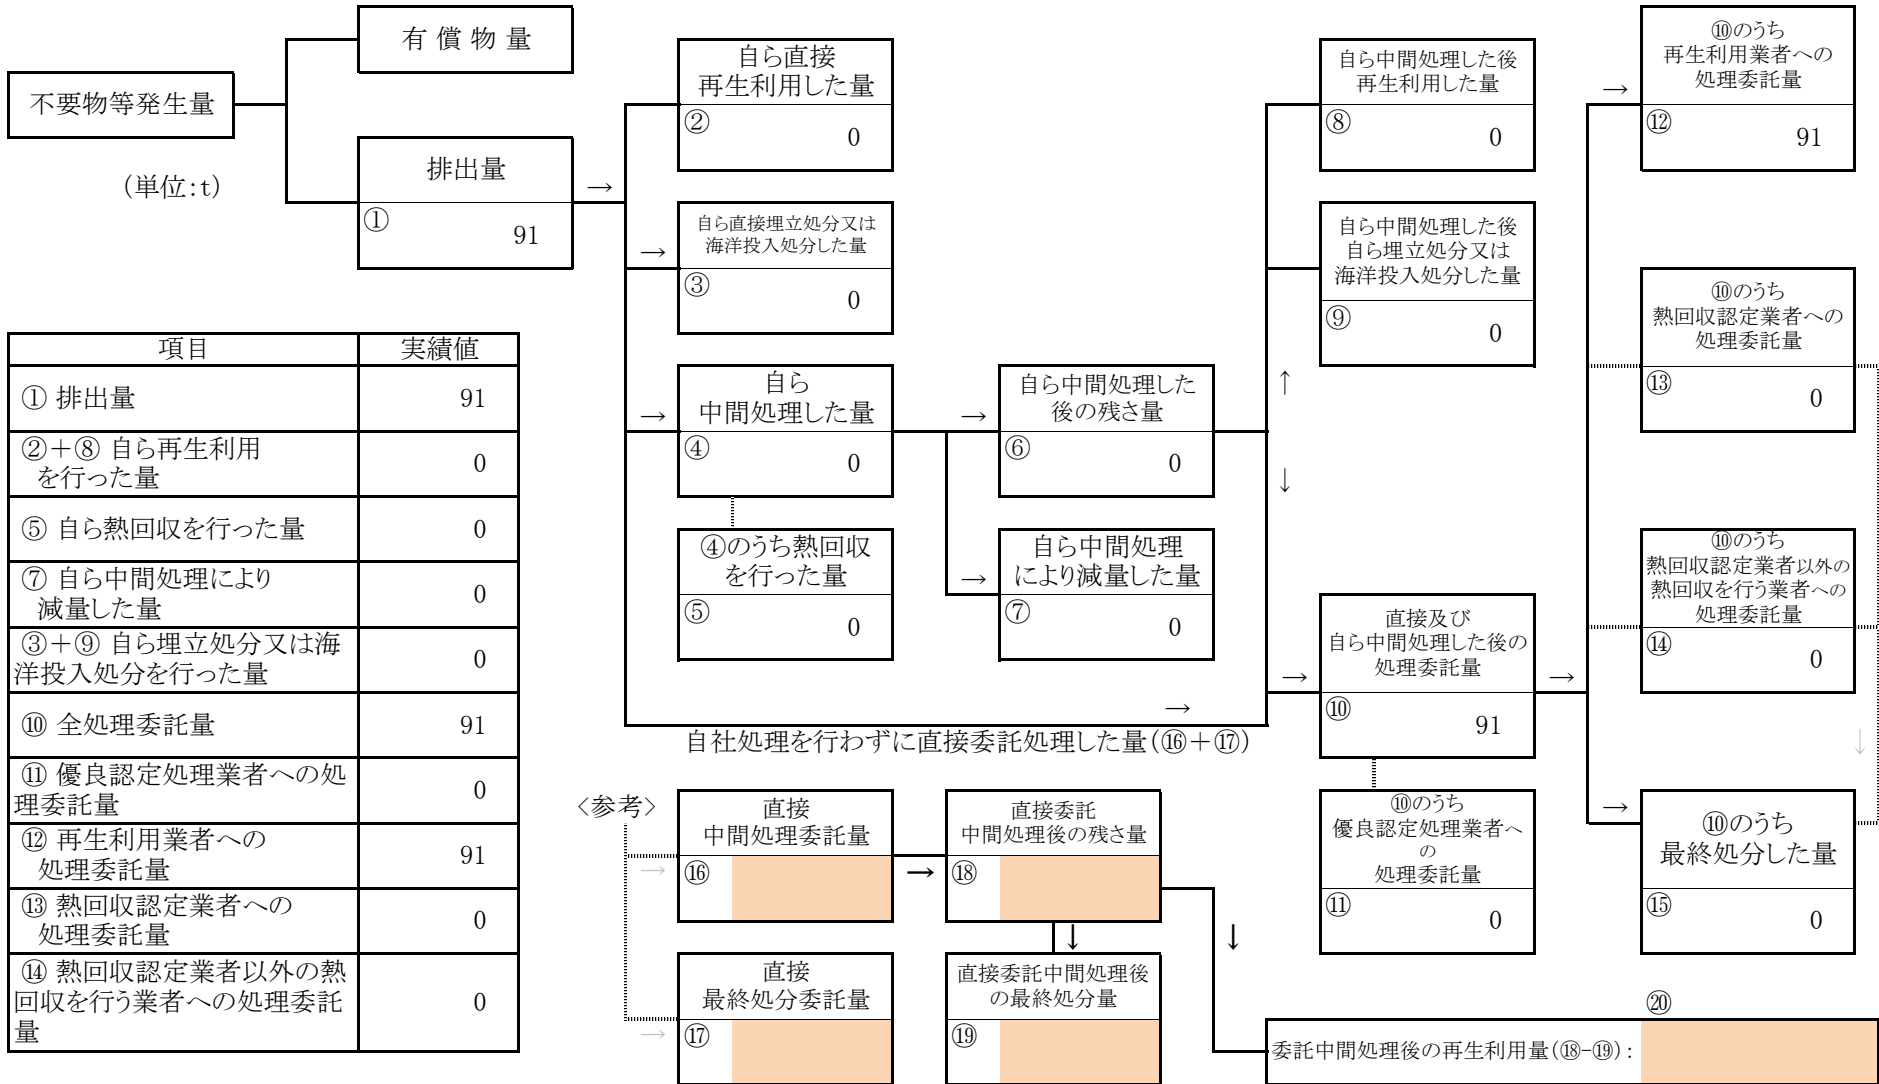 有 償 物 量
不要物等発生量
(単位:t)
排出量
①
91
→
自ら直接
再生利用した量
②
0
→
自ら直接埋立処分又は
海洋投入処分した量
③
0
→
自ら
中間処理した量
④
0
④のうち熱回収
を行った量
⑤
0
→
自ら中間処理した
後の残さ量
⑥
0
→
自ら中間処理
により減量した量
⑦
0
自ら中間処理した後
再生利用した量
⑧
0
自ら中間処理した後
自ら埋立処分又は
海洋投入処分した量
⑨
0
↑
↓
→
自社処理を行わずに直接委託処理した量(⑯+⑰)
→
直接及び
自ら中間処理した後の
処理委託量
⑩
91
⑩のうち
優良認定処理業者へ
の
処理委託量
⑪
0
→
→
⑩のうち
再生利用業者への
処理委託量
⑫
91
⑩のうち
熱回収認定業者への
処理委託量
⑬
0
⑩のうち
熱回収認定業者以外の
熱回収を行う業者への
処理委託量
⑭
0
↓
→
⑩のうち
最終処分した量
⑮
0
項目 実績値
① 排出量 91
②+⑧ 自ら再生利用
を行った量 0
⑤ 自ら熱回収を行った量 0
⑦ 自ら中間処理により
減量した量 0
③+⑨ 自ら埋立処分又は海
洋投入処分を行った量 0
⑩ 全処理委託量 91
⑪ 優良認定処理業者への処
理委託量 0
⑫ 再生利用業者への
処理委託量 91
⑬ 熱回収認定業者への
処理委託量 0
⑭ 熱回収認定業者以外の熱
回収を行う業者への処理委託
量 0
〈参考〉
→
直接
中間処理委託量
⑯
→
直接委託
中間処理後の残さ量
⑱
↓
↓
→
直接
最終処分委託量
⑰
直接委託中間処理後
の最終処分量
⑲
⑳
委託中間処理後の再生利用量(⑱-⑲):